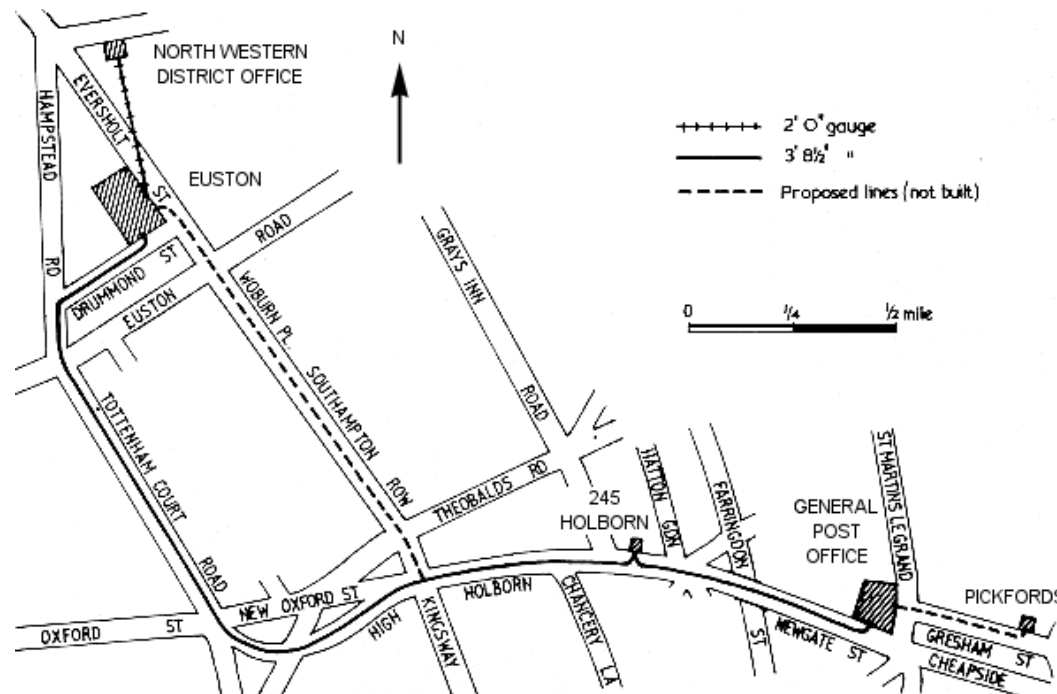 NORTH WESTERN
DISTRICT OFFICE
N
HAMPSTEAD
RD
EVERSHOLT
ST
2' 0" gauge
3' 8½" "
Proposed lines (not built)
EUSTON
DRUMMOND ST
EUSTON
ROAD
GRAYS INN
ROAD
0 1/4 1/2 mile
WOBURN PL.
SOUTHAMPTON
ROW
TOTTENHAM COURT
ROAD
THEOBALDS RD
245
HOLBORN
HATTON GDN
FARRINGDON
ST
GENERAL
POST
OFFICE
ST MARTINS LE GRAND
PICKFORDS
OXFORD ST
NEW OXFORD ST
HIGH
HOLBORN
KINGSWAY
CHANCERY LA
NEWGATE ST
GRESHAM ST
CHEAPSIDE